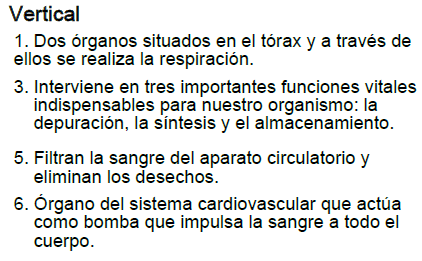 Vertical
1. Dos órganos situados en el tórax y a través de
ellos se realiza la respiración.
3. Interviene en tres importantes funciones vitales
indispensables para nuestro organismo: la
depuración, la síntesis y el almacenamiento.
5. Filtran la sangre del aparato circulatorio y
eliminan los desechos.
6. Órgano del sistema cardiovascular que actúa
como bomba que impulsa la sangre a todo el
cuerpo.